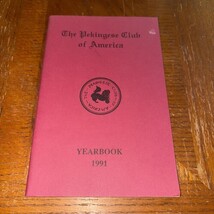 The Pekingese Club
of America
YEARBOOK
1991